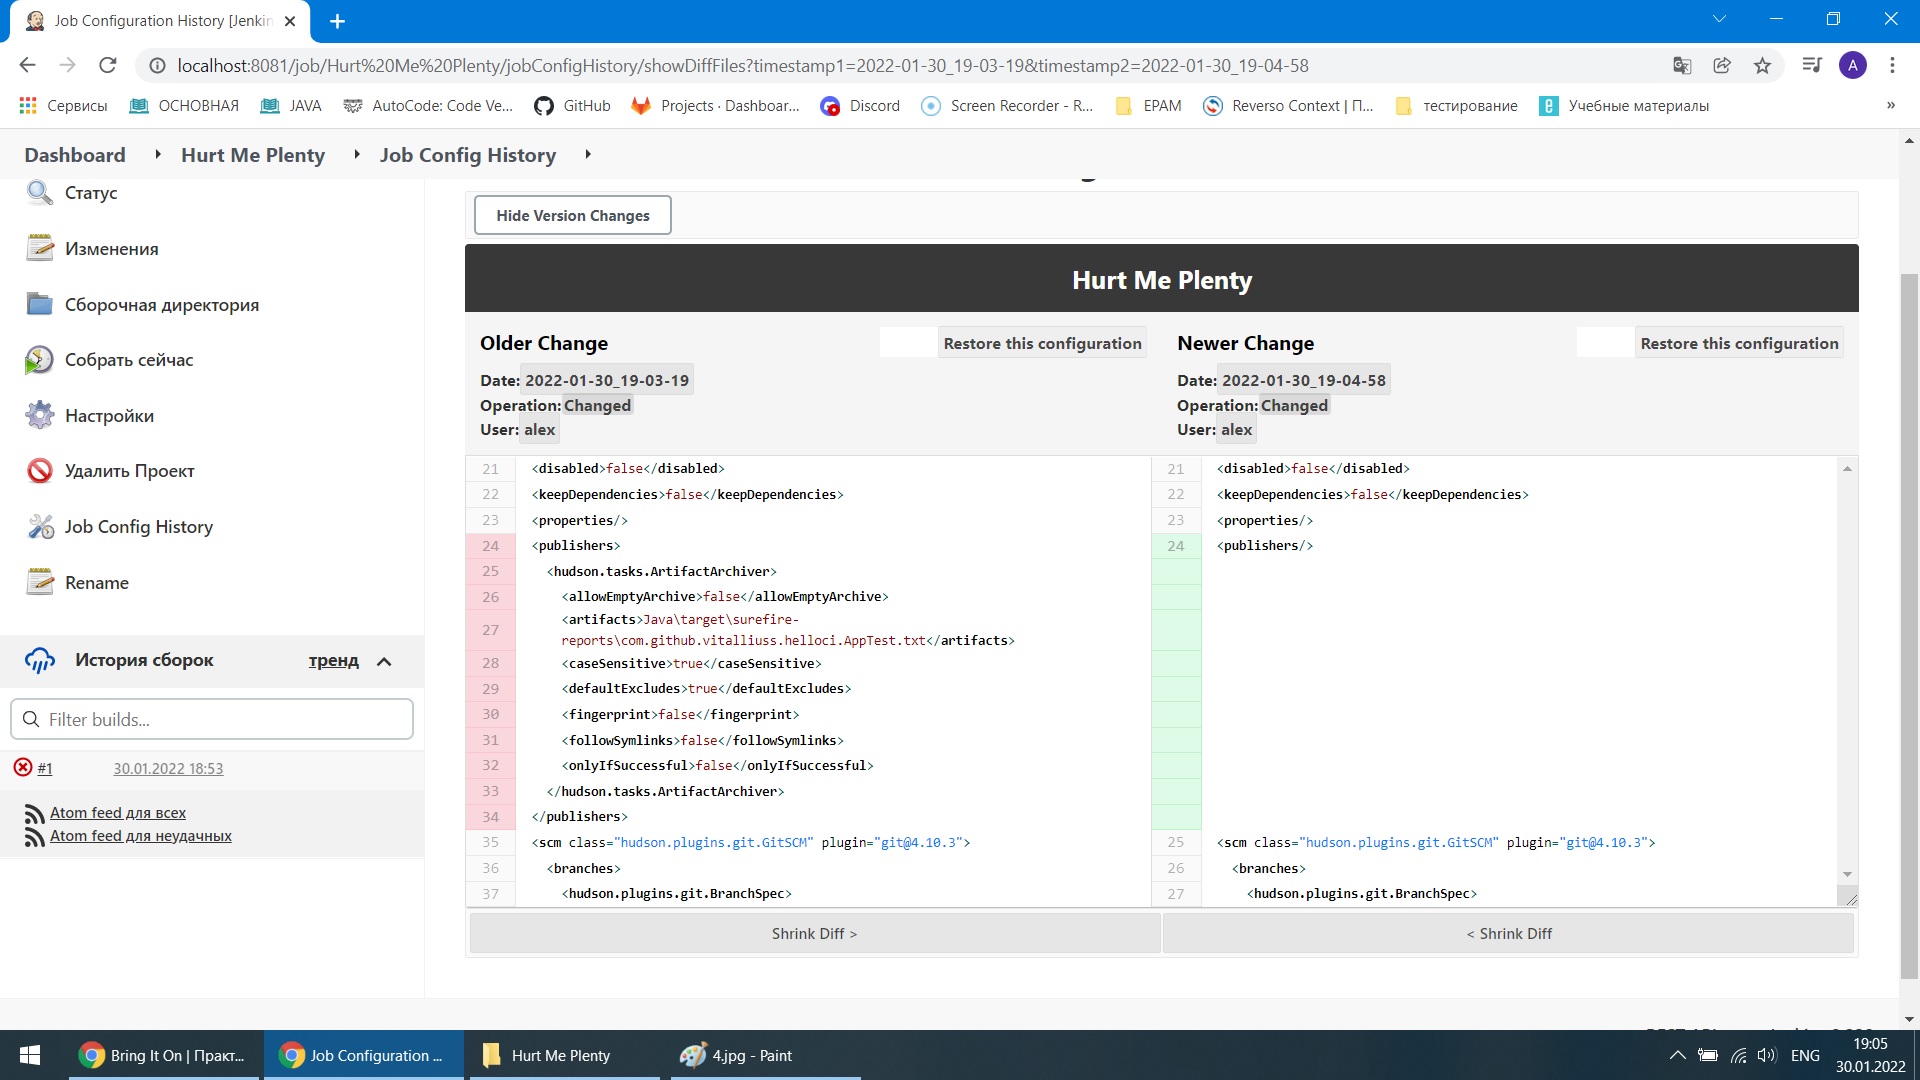 Job Configuration History [Jenkin
localhost:8081/job/Hurt%20Me%20Plenty/jobConfigHistory/showDiffFiles?timestamp1=2022-01-30_19-03-19&timestamp2=2022-01-30_19-04-58
A
Сервисы ОСНОВНАЯ JAVA AutoCode: Code Ve... GitHub Projects · Dashboar... Discord Screen Recorder - R... EPAM Reverso Context | П... тестирование Учебные материалы »
Dashboard Hurt Me Plenty Job Config History
Статус
Изменения
Сборочная директория
Собрать сейчас
Настройки
Удалить Проект
Job Config History
Rename
История сборок тренд
Filter builds...
#1 30.01.2022 18:53
Atom feed для всех
Atom feed для неудачных
Hide Version Changes
Hurt Me Plenty
Older Change Restore this configuration
Date: 2022-01-30_19-03-19
Operation: Changed
User: alex
Newer Change Restore this configuration
Date: 2022-01-30_19-04-58
Operation: Changed
User: alex
21 <disabled>false</disabled>
22 <keepDependencies>false</keepDependencies>
23 <properties/>
24 <publishers>
25 <hudson.tasks.ArtifactArchiver>
26 <allowEmptyArchive>false</allowEmptyArchive>
27 <artifacts>Java\target\surefire-
reports\com.github.vitalliuss.helloci.AppTest.txt</artifacts>
28 <caseSensitive>true</caseSensitive>
29 <defaultExcludes>true</defaultExcludes>
30 <fingerprint>false</fingerprint>
31 <followSymlinks>false</followSymlinks>
32 <onlyIfSuccessful>false</onlyIfSuccessful>
33 </hudson.tasks.ArtifactArchiver>
34 </publishers>
35 <scm class="hudson.plugins.git.GitSCM" plugin="git@4.10.3">
36 <branches>
37 <hudson.plugins.git.BranchSpec>
21 <disabled>false</disabled>
22 <keepDependencies>false</keepDependencies>
23 <properties/>
24 <publishers/>
25 <scm class="hudson.plugins.git.GitSCM" plugin="git@4.10.3">
26 <branches>
27 <hudson.plugins.git.BranchSpec>
Shrink Diff >
< Shrink Diff
Bring It On | Практ...
Job Configuration ...
Hurt Me Plenty
4.jpg - Paint
ENG
19:05
30.01.2022